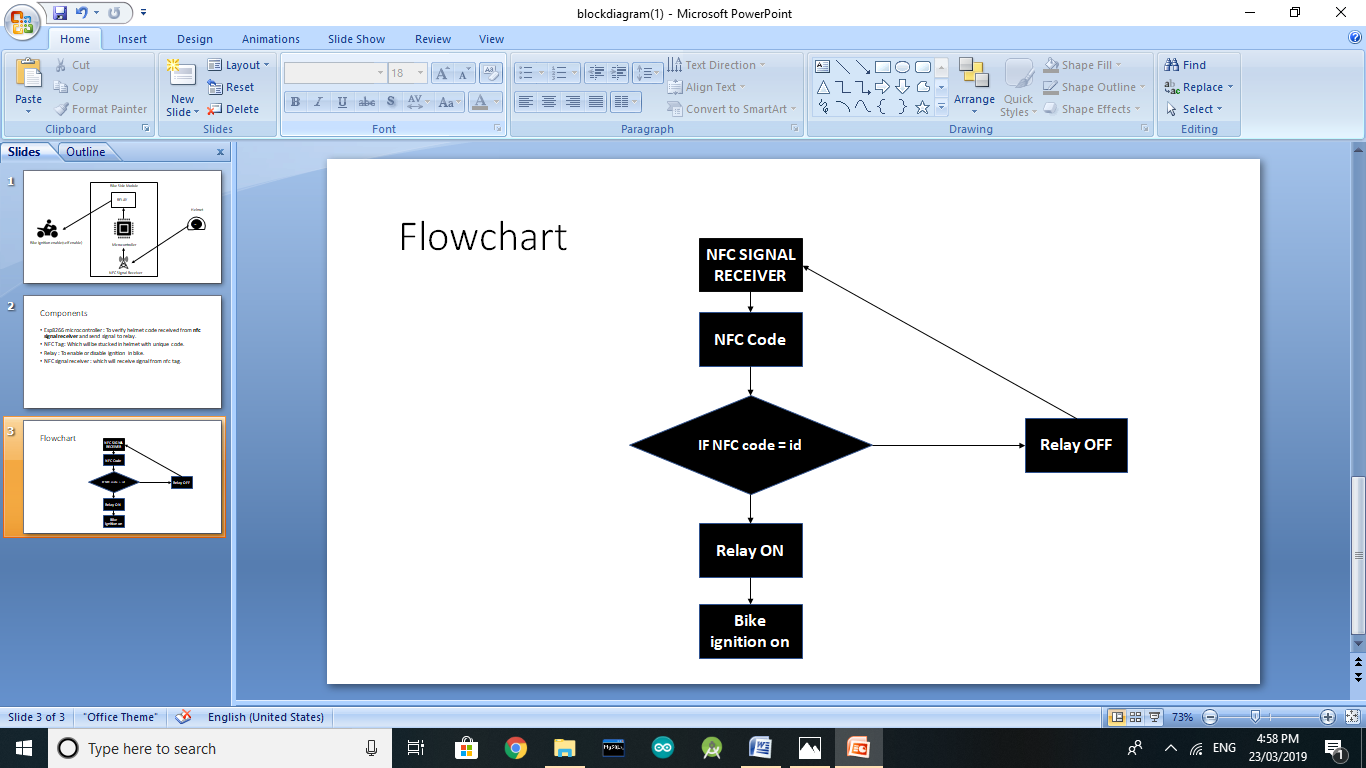 blockdiagram(1) - Microsoft PowerPoint
Home Insert Design Animations Slide Show Review View
Paste
Cut
Copy
Format Painter
Clipboard
New
Slide
Layout
Reset
Delete
Slides
18
B I U abc S AV Aa A
Font
Text Direction
Align Text
Convert to SmartArt
Paragraph
Arrange
Quick
Styles
Shape Fill
Shape Outline
Shape Effects
Drawing
Find
Replace
Select
Editing
Slides Outline x
1
Bike Side Module
RELAY
Helmet
Microcontroller
NFC Signal Receiver
2
Components
• Esp8266 microcontroller : To verify helmet code received from nfc
signal receiver and send signal to relay.
• NFC Tag: Which will be stucked in helmet with unique code.
• Relay : To enable or disable ignition in bike.
• NFC signal receiver : which will receive signal from nfc tag.
3
Flowchart
NFC SIGNAL
RECEIVER
NFC Code
IF NFC code = id
Relay OFF
Relay ON
Bike
ignition on
Flowchart
NFC SIGNAL
RECEIVER
NFC Code
IF NFC code = id
Relay OFF
Relay ON
Bike
ignition on
Slide 3 of 3 "Office Theme" English (United States) 73%
Type here to search
MySQL
ENG
4:58 PM
23/03/2019
1